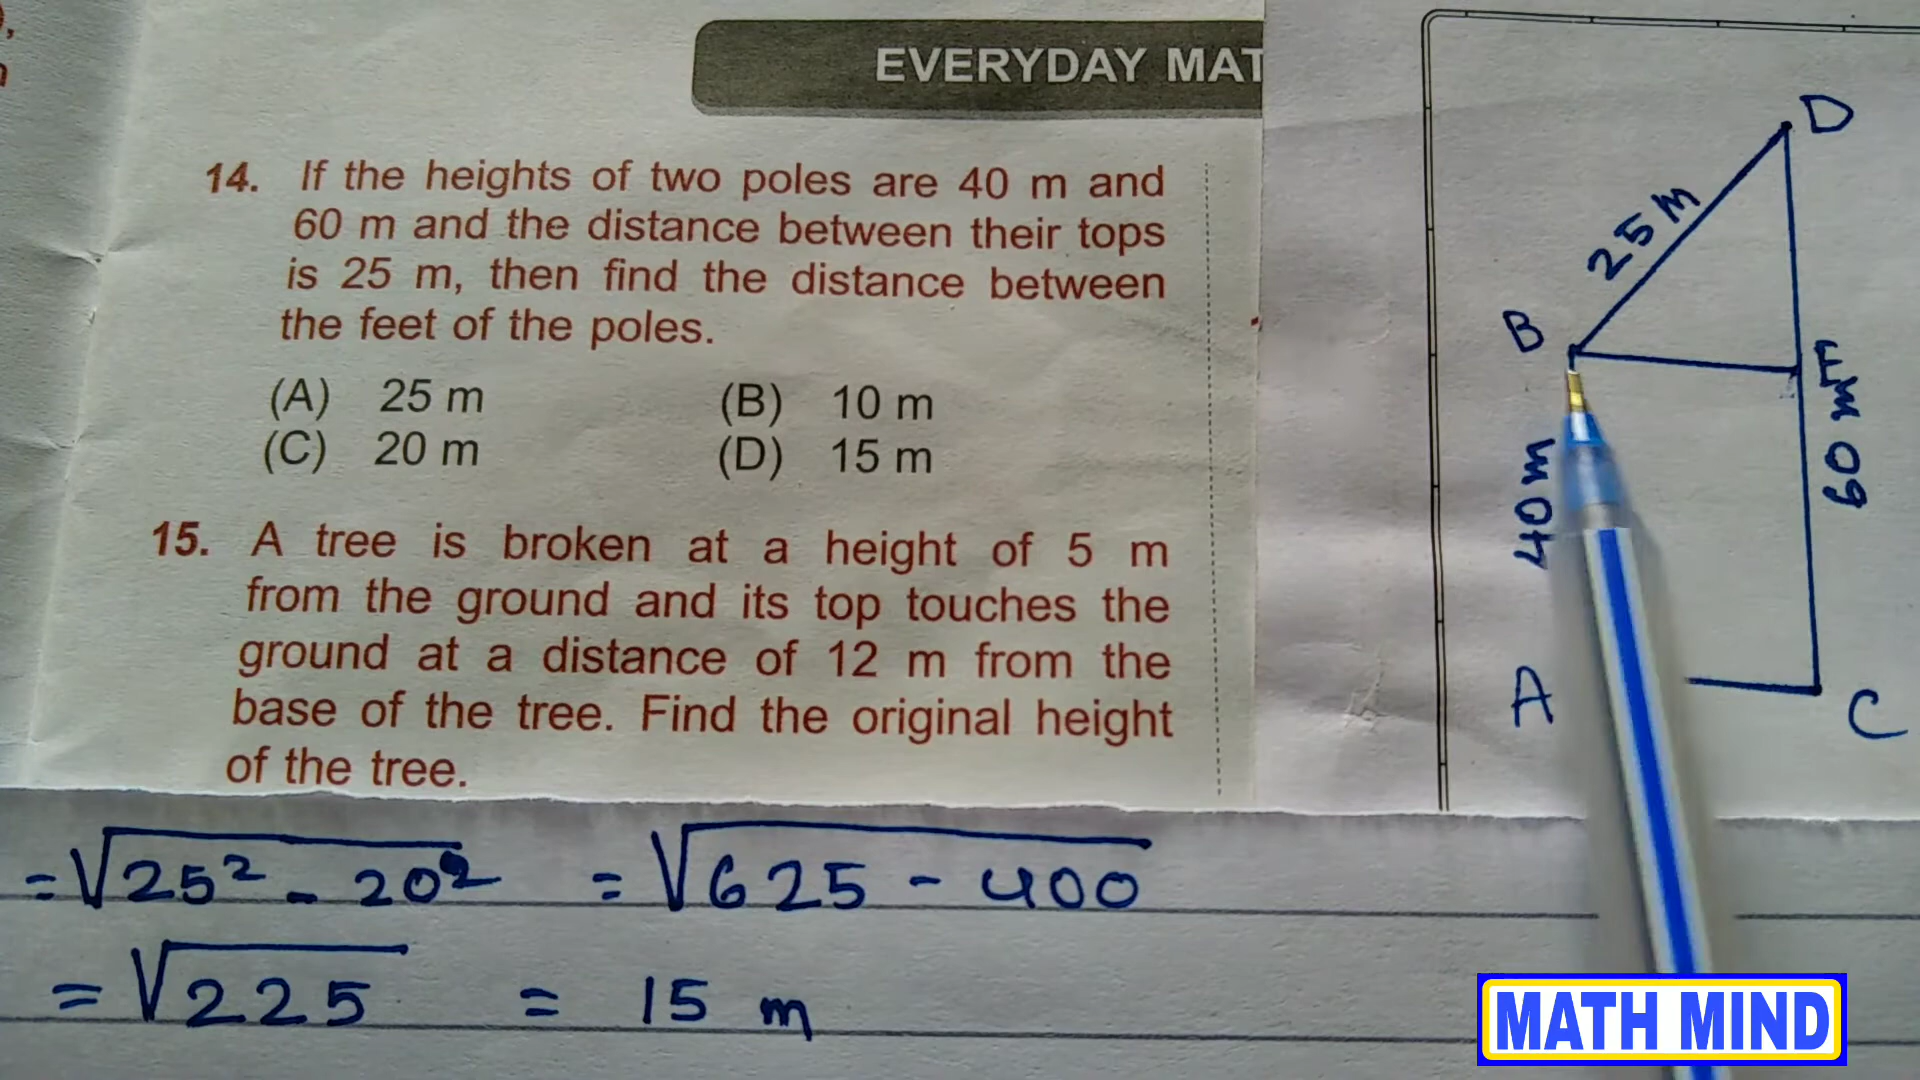 EVERYDAY MAT
14. If the heights of two poles are 40 m and
60 m and the distance between their tops
is 25 m, then find the distance between
the feet of the poles.
(A) 25 m (B) 10 m
(C) 20 m (D) 15 m
15. A tree is broken at a height of 5 m
from the ground and its top touches the
ground at a distance of 12 m from the
base of the tree. Find the original height
of the tree.
D
25 m
B
E
40 m
60 m
A
C
= √25² - 20² = √625 - 400
= √225 = 15 m
MATH MIND